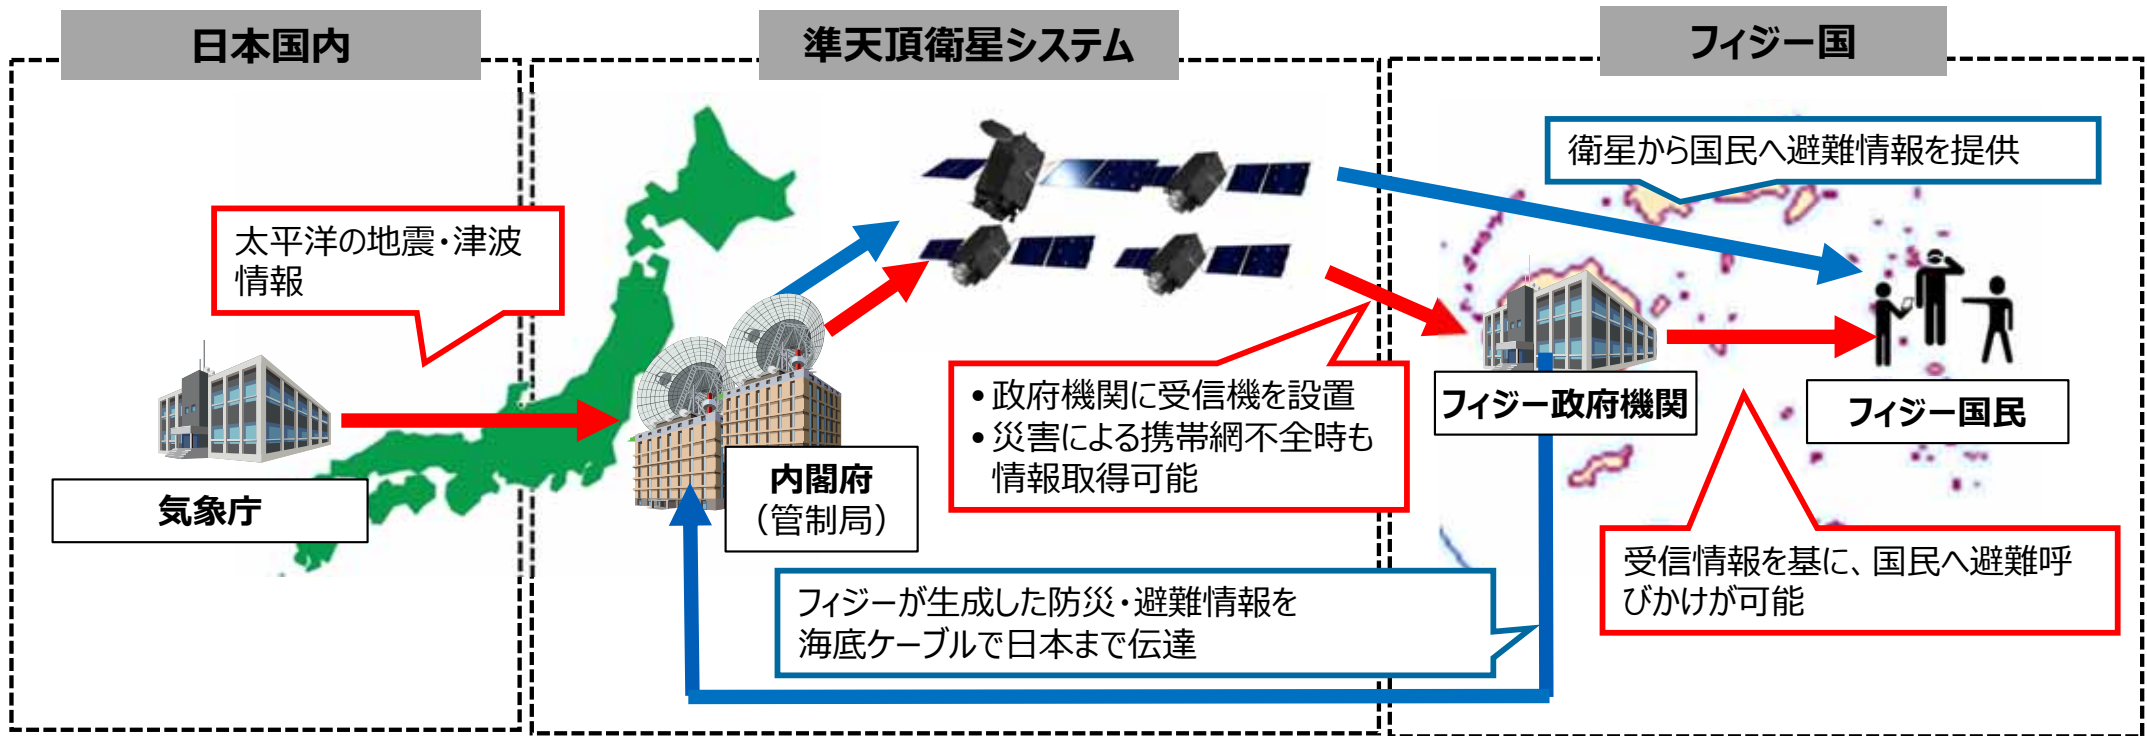 日本国内
準天頂衛星システム
フィジー国
衛星から国民へ避難情報を提供
太平洋の地震・津波
情報
・政府機関に受信機を設置
・災害による携帯網不全時も
情報取得可能
フィジー政府機関
フィジー国民
気象庁
内閣府
（管制局）
フィジーが生成した防災・避難情報を
海底ケーブルで日本まで伝達
受信情報を基に、国民へ避難呼
びかけが可能